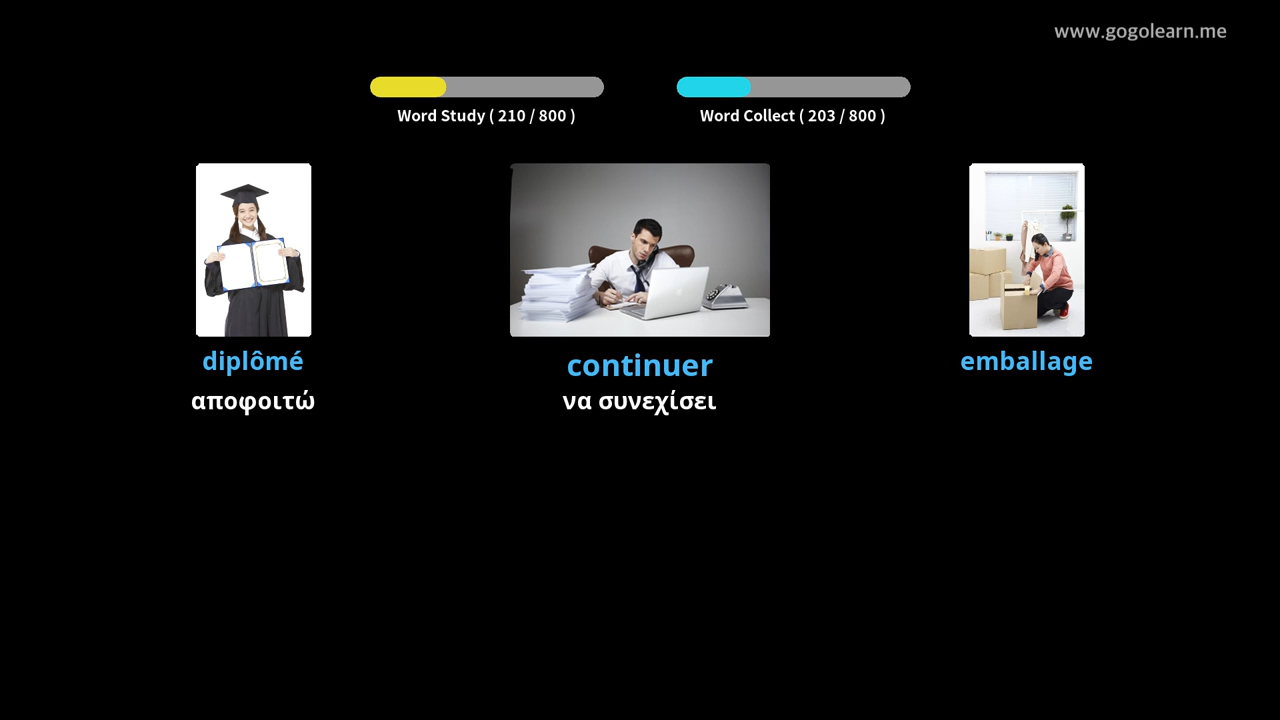 www.gogolearn.me
Word Study ( 210 / 800 )
Word Collect ( 203 / 800 )
diplômé
αποφοιτώ
continuer
να συνεχίσει
emballage